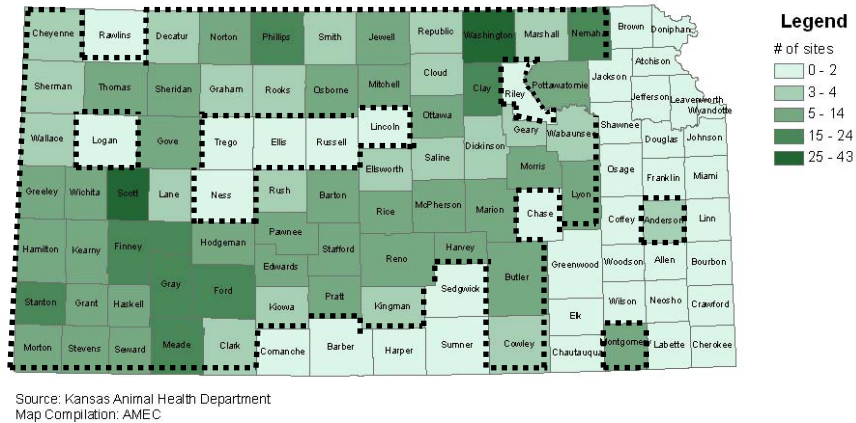 Cheyenne Rawlins Decatur Norton Phillips Smith Jewell Republic Washington Marshall Nemaha Brown Doniphan
Atchison
Sherman Thomas Sheridan Graham Rooks Osborne Mitchell Cloud Clay Riley Pottawatomie Jackson Jefferson Leavenworth
Wyandotte
Wallace Logan Gove Trego Ellis Russell Lincoln Ottawa Geary Wabaunsee Shawnee Douglas Johnson
Ellsworth Saline Dickinson Morris Osage Franklin Miami
Greeley Wichita Scott Lane Ness Rush Barton Rice McPherson Marion Chase Lyon Coffey Anderson Linn
Hamilton Kearny Finney Hodgeman Pawnee Stafford Reno Harvey Butler Greenwood Woodson Allen Bourbon
Gray Ford Edwards
Stanton Grant Haskell Kiowa Pratt Kingman Sedgwick Elk Wilson Neosho Crawford
Morton Stevens Seward Meade Clark Comanche Barber Harper Sumner Cowley Chautauqua Montgomery Labette Cherokee
Legend
# of sites
0 - 2
3 - 4
5 - 14
15 - 24
25 - 43
Source: Kansas Animal Health Department
Map Compilation: AMEC